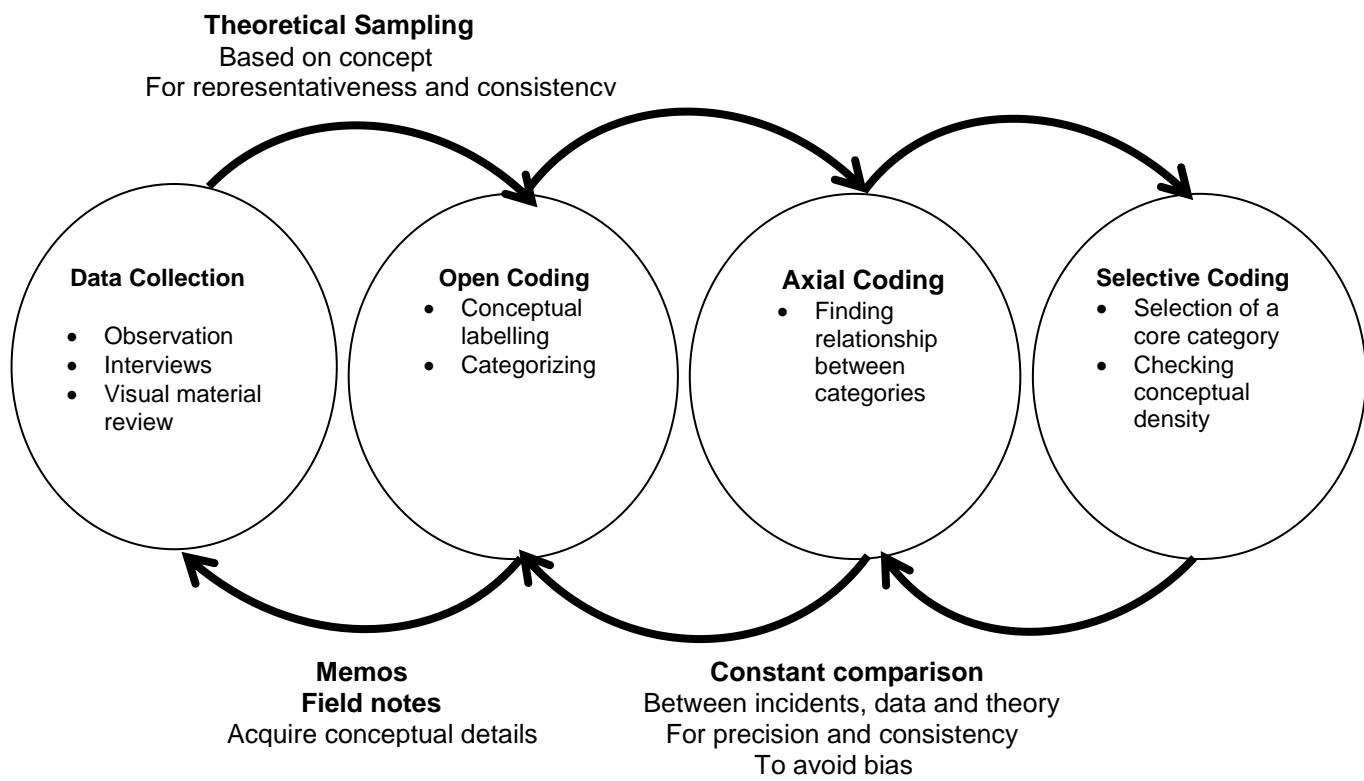 Theoretical Sampling
Based on concept
For representativeness and consistency
Data Collection
• Observation
• Interviews
• Visual material
review
Open Coding
• Conceptual
labelling
• Categorizing
Axial Coding
• Finding
relationship
between
categories
Selective Coding
• Selection of a
core category
• Checking
conceptual
density
Memos
Field notes
Acquire conceptual details
Constant comparison
Between incidents, data and theory
For precision and consistency
To avoid bias